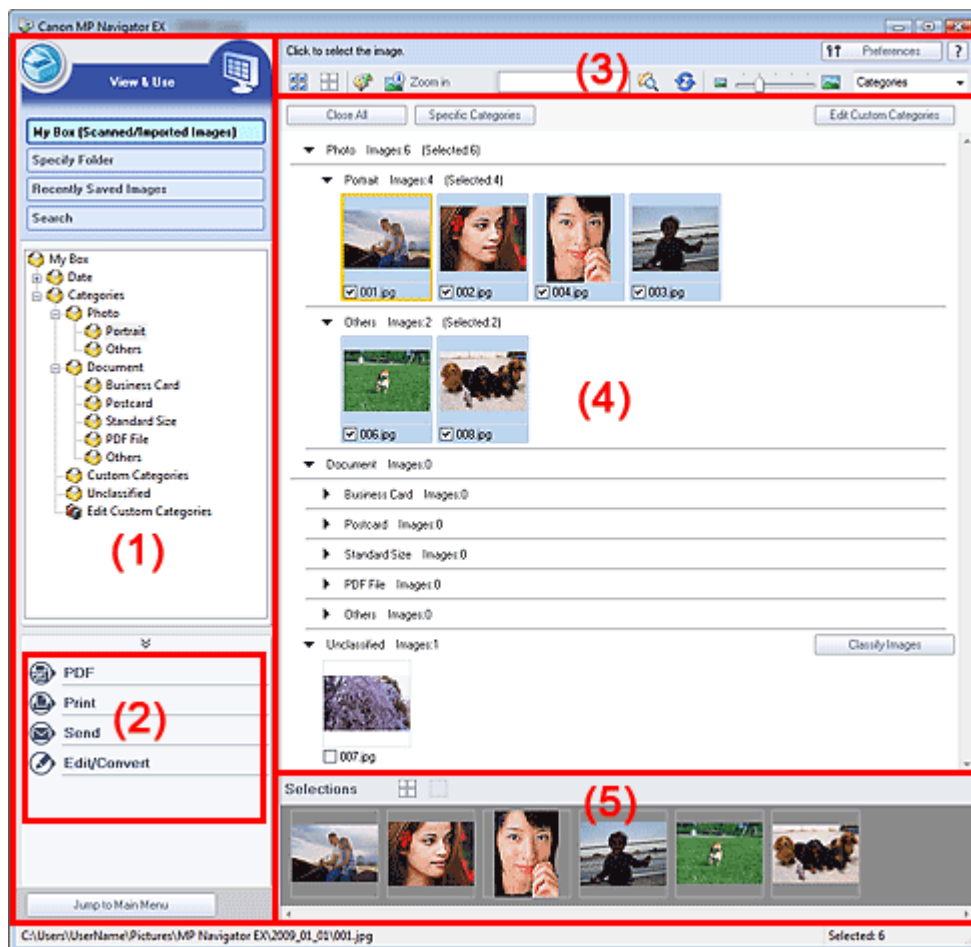 Canon MP Navigator EX
View & Use
My Box (Scanned/Imported Images)
Specify Folder
Recently Saved Images
Search
My Box
Date
Categories
Photo
Portrait
Others
Document
Business Card
Postcard
Standard Size
PDF File
Others
Custom Categories
Unclassified
Edit Custom Categories
(1)
PDF
Print
(2)
Send
Edit/Convert
Jump to Main Menu
Click to select the image.
Preferences
?
Zoom in
(3)
Categories
Close All
Specific Categories
Edit Custom Categories
Photo Images:6 (Selected:6)
Portrait Images:4 (Selected:4)
001.jpg
002.jpg
004.jpg
003.jpg
Others Images:2 (Selected:2)
006.jpg
008.jpg
(4)
Document Images:0
Business Card Images:0
Postcard Images:0
Standard Size Images:0
PDF File Images:0
Others Images:0
Unclassified Images:1
Classify Images
007.jpg
Selections
(5)
C:\Users\UserName\Pictures\MP Navigator EX\2009_01_01\001.jpg
Selected: 6